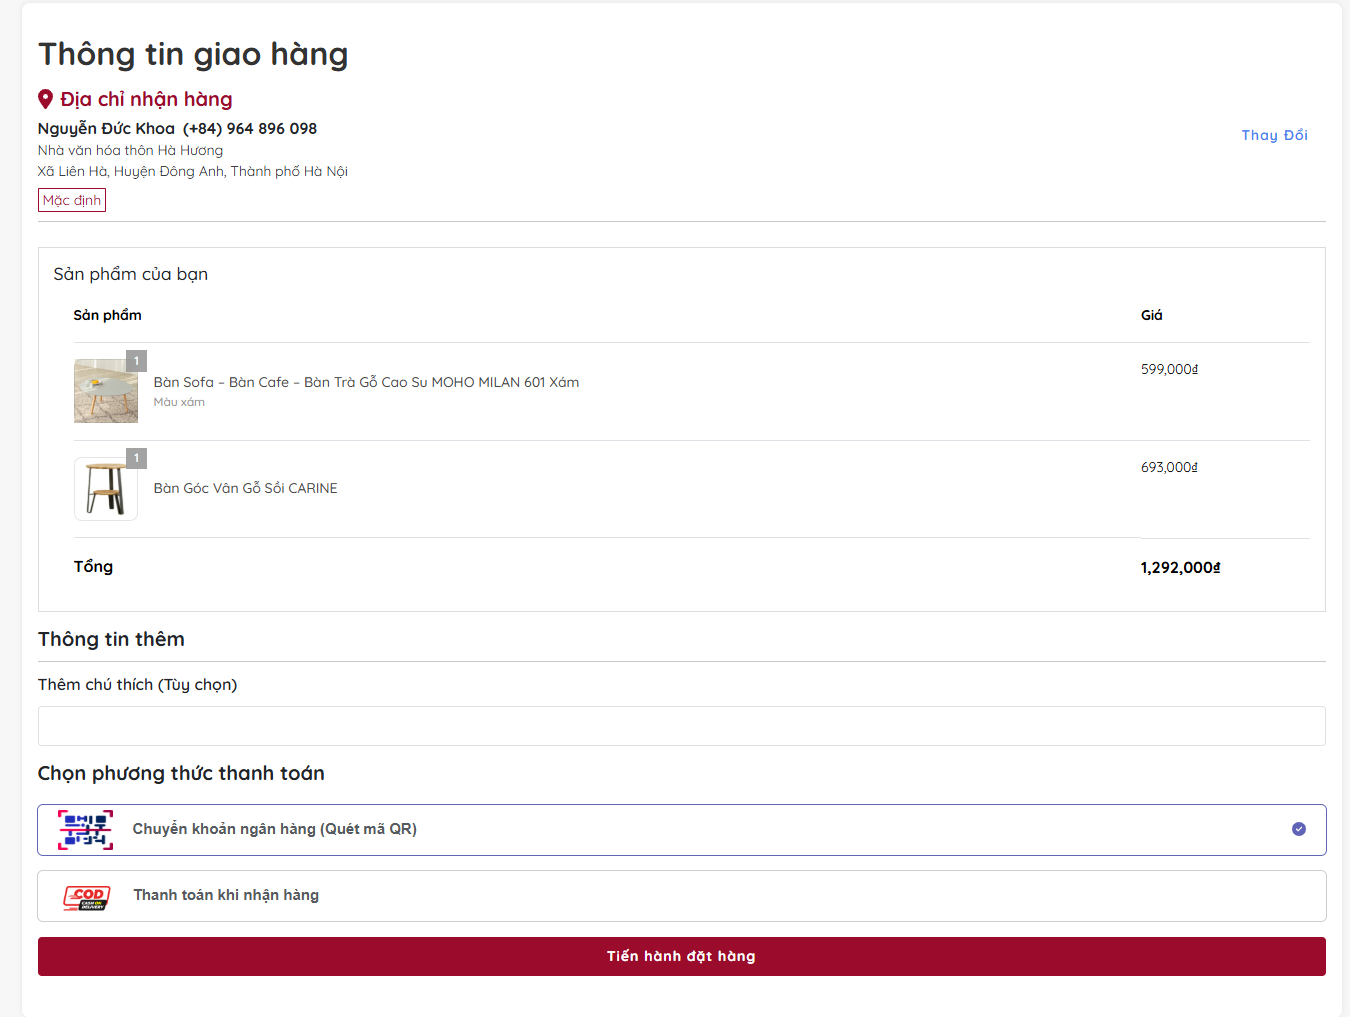 Thông tin giao hàng
Địa chỉ nhận hàng
Nguyễn Đức Khoa (+84) 964 896 098
Thay Đổi
Nhà văn hóa thôn Hà Hương
Xã Liên Hà, Huyện Đông Anh, Thành phố Hà Nội
Mặc định
Sản phẩm của bạn
Sản phẩm Giá
1
Bàn Sofa – Bàn Cafe – Bàn Trà Gỗ Cao Su MOHO MILAN 601 Xám 599,000₫
Màu xám
1
Bàn Góc Vân Gỗ Sồi CARINE 693,000₫
Tổng 1,292,000₫
Thông tin thêm
Thêm chú thích (Tùy chọn)
Chọn phương thức thanh toán
Chuyển khoản ngân hàng (Quét mã QR)
COD
CASH ON
DELIVERY
Thanh toán khi nhận hàng
Tiến hành đặt hàng